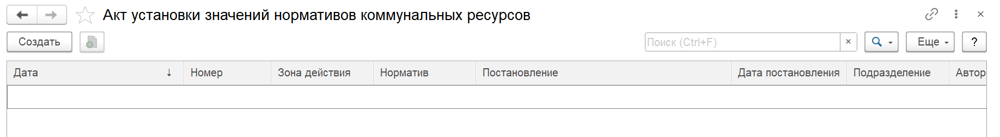 Акт установки значений нормативов коммунальных ресурсов
Создать Поиск (Ctrl+F) × Еще ?
Дата ↓ Номер Зона действия Норматив Постановление Дата постановления Подразделение Автор